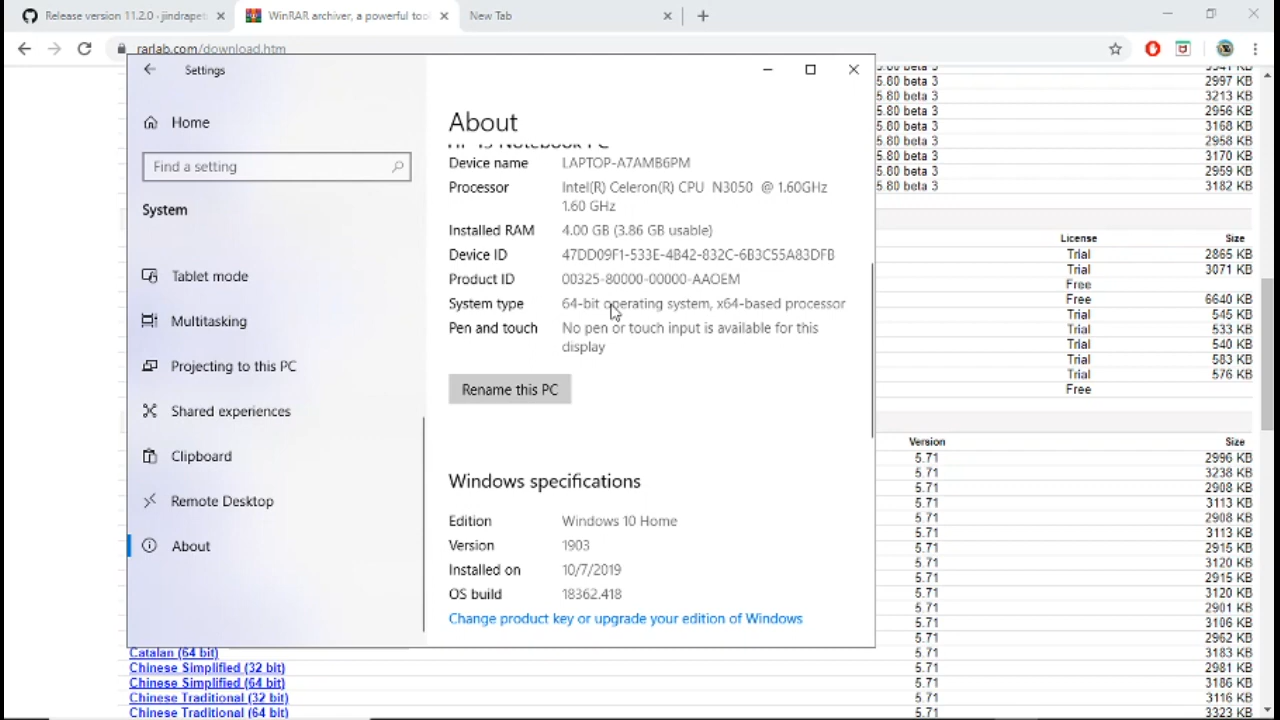 Release version 11.2.0 - jindrapet
WinRAR archiver, a powerful too
New Tab
rarlab.com/download.htm
Settings
Home
Find a setting
System
Tablet mode
Multitasking
Projecting to this PC
Shared experiences
Clipboard
Remote Desktop
About
About
Device name LAPTOP-A7AMB6PM
Processor Intel(R) Celeron(R) CPU N3050 @ 1.60GHz
1.60 GHz
Installed RAM 4.00 GB (3.86 GB usable)
Device ID 47DD09F1-533E-4B42-832C-6B3C55A83DFB
Product ID 00325-80000-00000-AAOEM
System type 64-bit operating system, x64-based processor
Pen and touch No pen or touch input is available for this
display
Rename this PC
Windows specifications
Edition Windows 10 Home
Version 1903
Installed on 10/7/2019
OS build 18362.418
Change product key or upgrade your edition of Windows
5.80 beta 3 2997 KB
5.80 beta 3 3213 KB
5.80 beta 3 2956 KB
5.80 beta 3 3168 KB
5.80 beta 3 2958 KB
5.80 beta 3 3170 KB
5.80 beta 3 2959 KB
5.80 beta 3 3182 KB
License Size
Trial 2865 KB
Trial 3071 KB
Free
Free 6640 KB
Trial 545 KB
Trial 533 KB
Trial 540 KB
Trial 583 KB
Trial 576 KB
Free
Version Size
5.71 2996 KB
5.71 3238 KB
5.71 2908 KB
5.71 3113 KB
5.71 2908 KB
5.71 3113 KB
5.71 2915 KB
5.71 3120 KB
5.71 2915 KB
5.71 3120 KB
5.71 2901 KB
5.71 3106 KB
5.71 2962 KB
Catalan (64 bit) 5.71 3183 KB
Chinese Simplified (32 bit) 5.71 2981 KB
Chinese Simplified (64 bit) 5.71 3186 KB
Chinese Traditional (32 bit) 5.71 3116 KB
Chinese Traditional (64 bit) 5.71 3323 KB